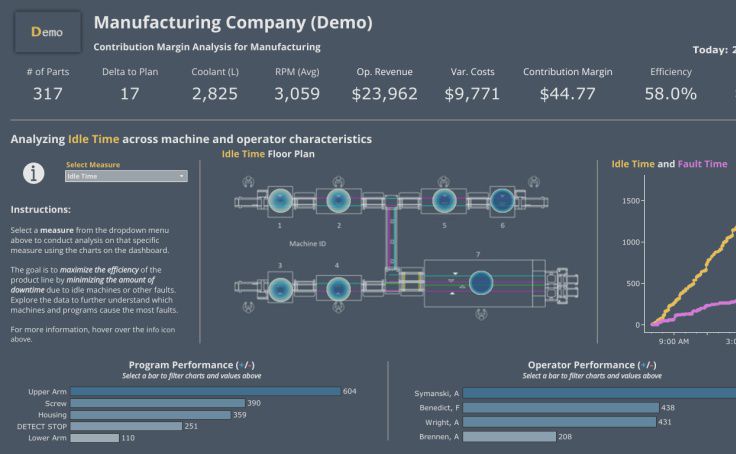 Demo
Manufacturing Company (Demo)
Contribution Margin Analysis for Manufacturing
Today: 2
# of Parts
Delta to Plan
Coolant (L)
RPM (Avg)
Op. Revenue
Var. Costs
Contribution Margin
Efficiency
317
17
2,825
3,059
$23,962
$9,771
$44.77
58.0%
Analyzing Idle Time across machine and operator characteristics
Select Measure
Idle Time
Instructions:
Select a measure from the dropdown menu
above to conduct analysis on that specific
measure using the charts on the dashboard.
The goal is to maximize the efficiency of the
product line by minimizing the amount of
downtime due to idle machines or other faults.
Explore the data to further understand which
machines and programs cause the most faults.
For more information, hover over the info icon
above.
Idle Time Floor Plan
1
2
5
6
Machine ID
3
4
7
Idle Time and Fault Time
1500
1000
500
0
9:00 AM
3:0
Program Performance (+/-)
Select a bar to filter charts and values above
Upper Arm 604
Screw 390
Housing 359
DETECT STOP 251
Lower Arm 110
Operator Performance (+/-)
Select a bar to filter charts and values above
Symanski, A
Benedict, F 438
Wright, A 431
Brennen, A 208